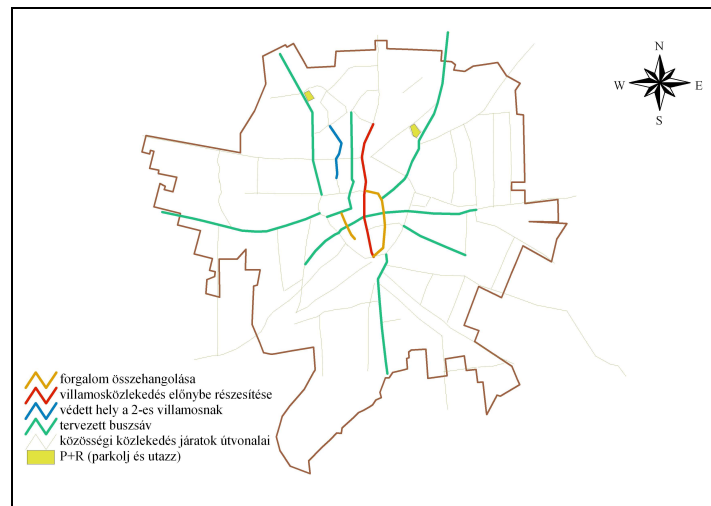 N
W
E
S
forgalom összehangolása
villamosközlekedés előnybe részesítése
védett hely a 2-es villamosnak
tervezett buszsáv
közösségi közlekedés járatok útvonalai
P+R (parkolj és utazz)